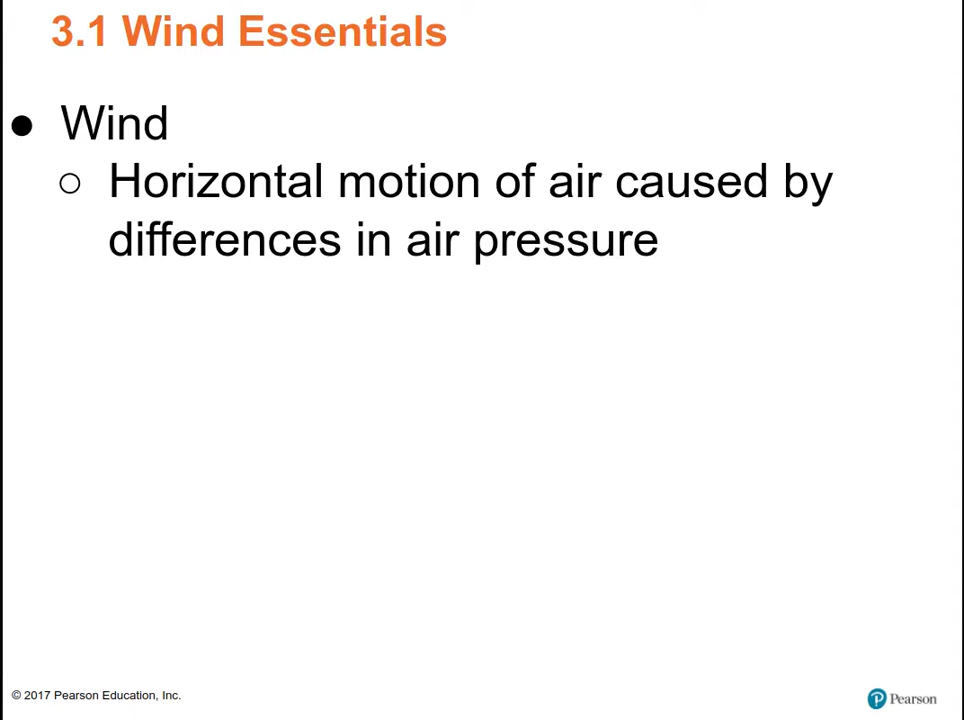 3.1 Wind Essentials
● Wind
○ Horizontal motion of air caused by
differences in air pressure
© 2017 Pearson Education, Inc.
Pearson